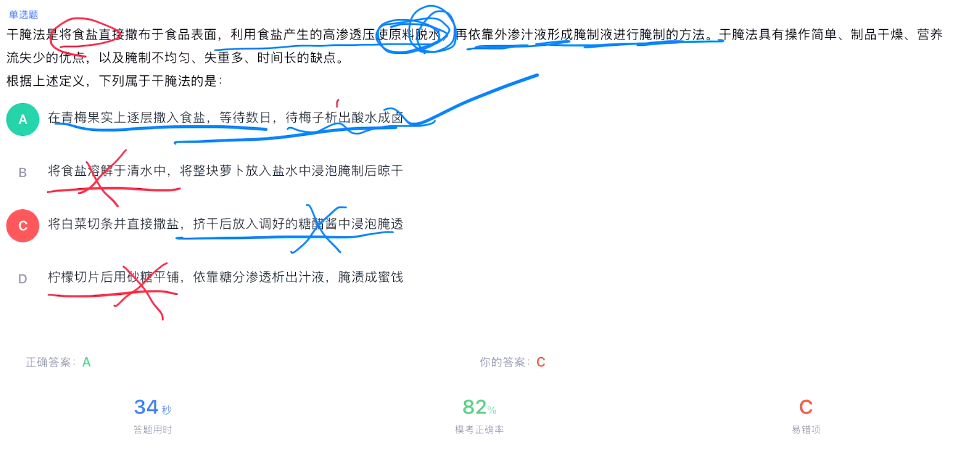 单选题
干腌法是将食盐直接撒布于食品表面，利用食盐产生的高渗透压使原料脱水，再依靠外渗汁液形成腌制液进行腌制的方法。干腌法具有操作简单、制品干燥、营养
流失少的优点，以及腌制不均匀、失重多、时间长的缺点。
根据上述定义，下列属于干腌法的是：
A 在青梅果实上逐层撒入食盐，等待数日，待梅子析出酸水成卤
B 将食盐溶解于清水中，将整块萝卜放入盐水中浸泡腌制后晾干
C 将白菜切条并直接撒盐，挤干后放入调好的糖醋酱中浸泡腌透
D 柠檬切片后用砂糖平铺，依靠糖分渗透析出汁液，腌渍成蜜饯
正确答案：A 你的答案：C
34秒 82% C
答题用时 模考正确率 易错项